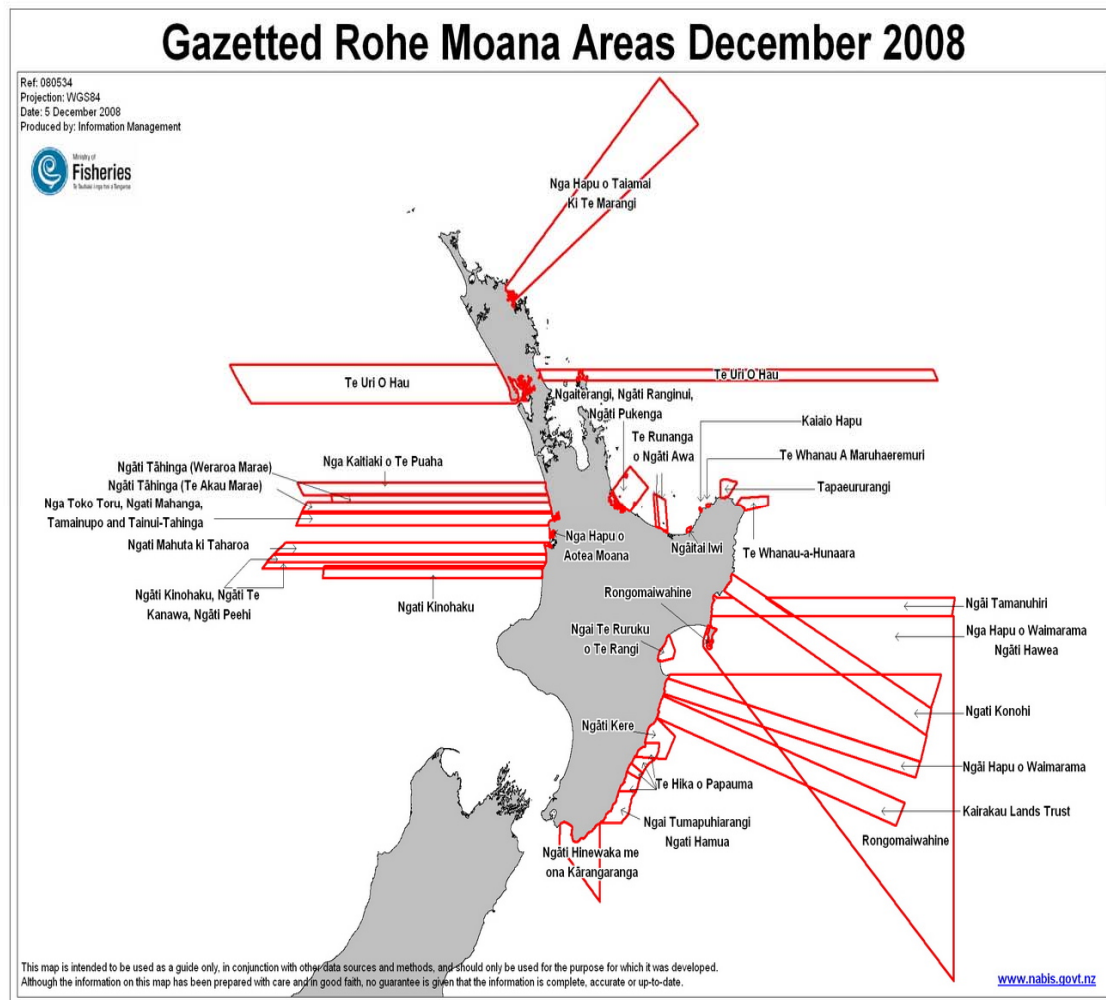 Gazetted Rohe Moana Areas December 2008
Ref: 080534
Projection: WGS84
Date: 5 December 2008
Produced by: Information Management
Ministry of
Fisheries
Nga Hapu o Taiamai
Ki Te Marangi
Te Uri O Hau
Te Uri O Hau
Ngaiterangi, Ngāti Ranginui,
Ngāti Pukenga
Te Runanga
o Ngāti Awa
Kaiaio Hapu
Te Whanau A Maruhaeremuri
Tapaeururangi
Te Whanau-a-Hunaara
Ngāitai Iwi
Nga Kaitiaki o Te Puaha
Ngāti Tāhinga (Weraroa Marae)
Ngāti Tāhinga (Te Akau Marae)
Nga Toko Toru, Ngati Mahanga,
Tamainupo and Tainui-Tahinga
Ngati Mahuta ki Taharoa
Ngāti Kinohaku, Ngāti Te
Kanawa, Ngāti Peehi
Ngati Kinohaku
Nga Hapu o
Aotea Moana
Rongomaiwahine
Ngai Te Ruruku
o Te Rangi
Ngāi Tamanuhiri
Nga Hapu o Waimarama
Ngāti Hawea
Ngati Konohi
Ngāi Hapu o Waimarama
Kairakau Lands Trust
Rongomaiwahine
Ngāti Kere
Te Hika o Papauma
Ngai Tumapuhiarangi
Ngati Hamua
Ngāti Hinewaka me
ona Kārangaranga
This map is intended to be used as a guide only, in conjunction with other data sources and methods, and should only be used for the purpose for which it was developed.
Although the information on this map has been prepared with care and in good faith, no guarantee is given that the information is complete, accurate or up-to-date.
www.nabis.govt.nz